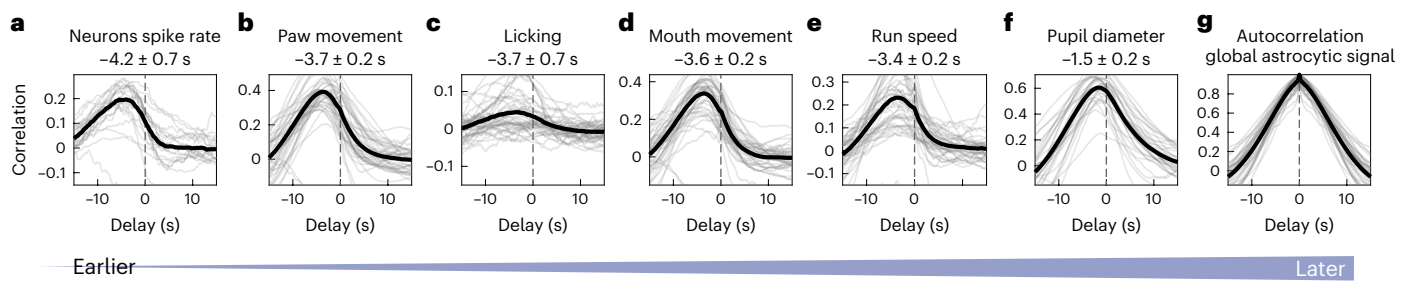 a
Neurons spike rate
−4.2 ± 0.7 s
b
Paw movement
−3.7 ± 0.2 s
c
Licking
−3.7 ± 0.7 s
d
Mouth movement
−3.6 ± 0.2 s
e
Run speed
−3.4 ± 0.2 s
f
Pupil diameter
−1.5 ± 0.2 s
g
Autocorrelation
global astrocytic signal
Correlation
0.2
0.1
0
−0.1
−10 0 10
Delay (s)
0.4
0.2
0
−10 0 10
Delay (s)
0.1
0
−0.1
−10 0 10
Delay (s)
0.4
0.2
0
−10 0 10
Delay (s)
0.3
0.2
0.1
0
−0.1
−10 0
Delay (s)
0.6
0.4
0.2
0
−10 0 10
Delay (s)
0.8
0.6
0.4
0.2
0
−10 0 10
Delay (s)
Earlier
Later